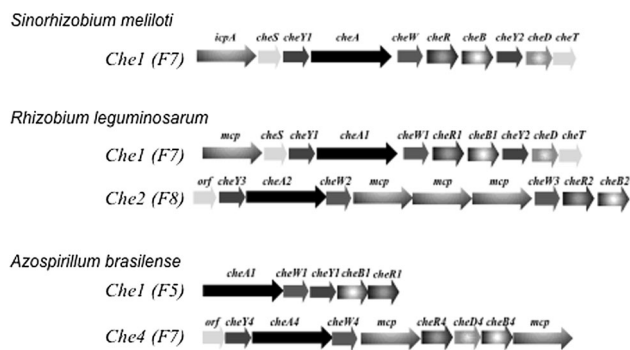 Sinorhizobium meliloti
icpA cheS cheY1 cheA cheW cheR cheB cheY2 cheD cheT
Che1 (F7)
Rhizobium leguminosarum
mcp cheS cheY1 cheA1 cheW1 cheR1 cheB1 cheY2 cheD cheT
Che1 (F7)
orf cheY3 cheA2 cheW2 mcp mcp mcp cheW3 cheR2 cheB2
Che2 (F8)
Azospirillum brasilense
cheA1 cheW1 cheY1 cheB1 cheR1
Che1 (F5)
orf cheY4 cheA4 cheW4 mcp cheR4 cheD4 cheB4 mcp
Che4 (F7)